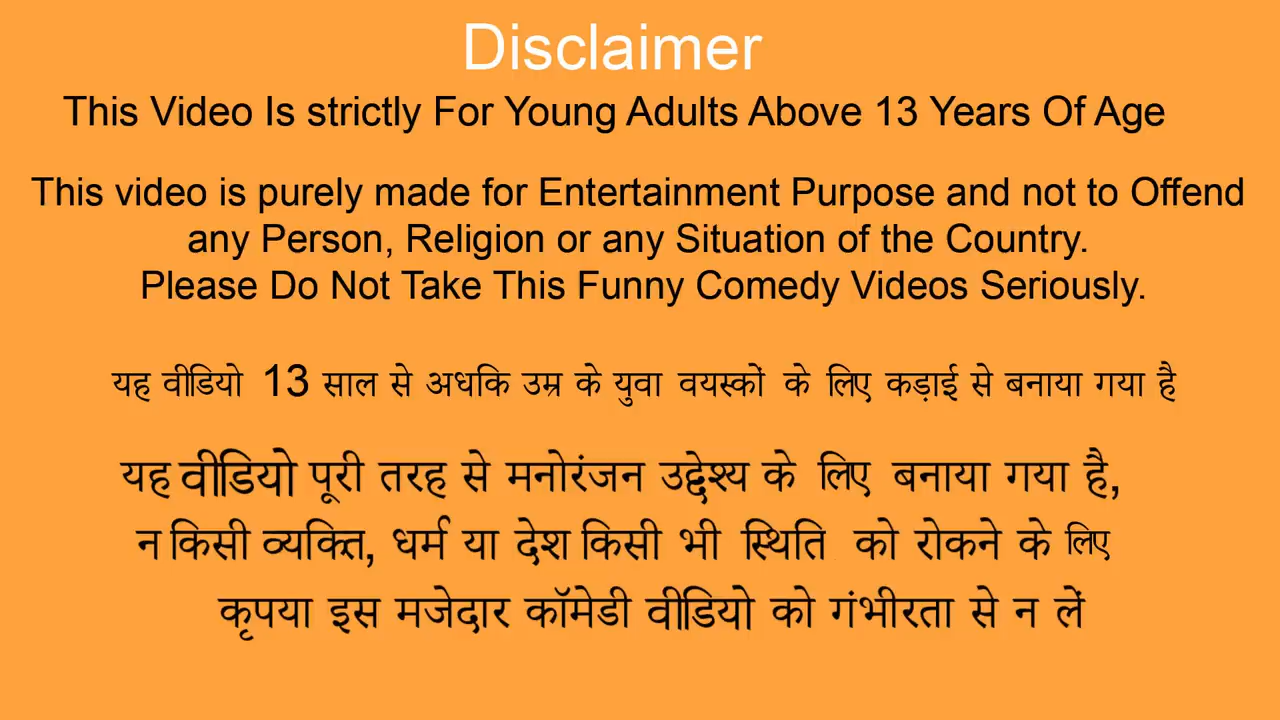 Disclaimer
This Video Is strictly For Young Adults Above 13 Years Of Age
This video is purely made for Entertainment Purpose and not to Offend
any Person, Religion or any Situation of the Country.
Please Do Not Take This Funny Comedy Videos Seriously.
यह वीडियो 13 साल से अधकि उम्र के युवा वयस्कों के लिए कड़ाई से बनाया गया है
यह वीडियो पूरी तरह से मनोरंजन उद्देश्य के लिए बनाया गया है,
न किसी व्यक्ति, धर्म या देश किसी भी स्थिति को रोकने के लिए
कृपया इस मजेदार कॉमेडी वीडियो को गंभीरता से न लें